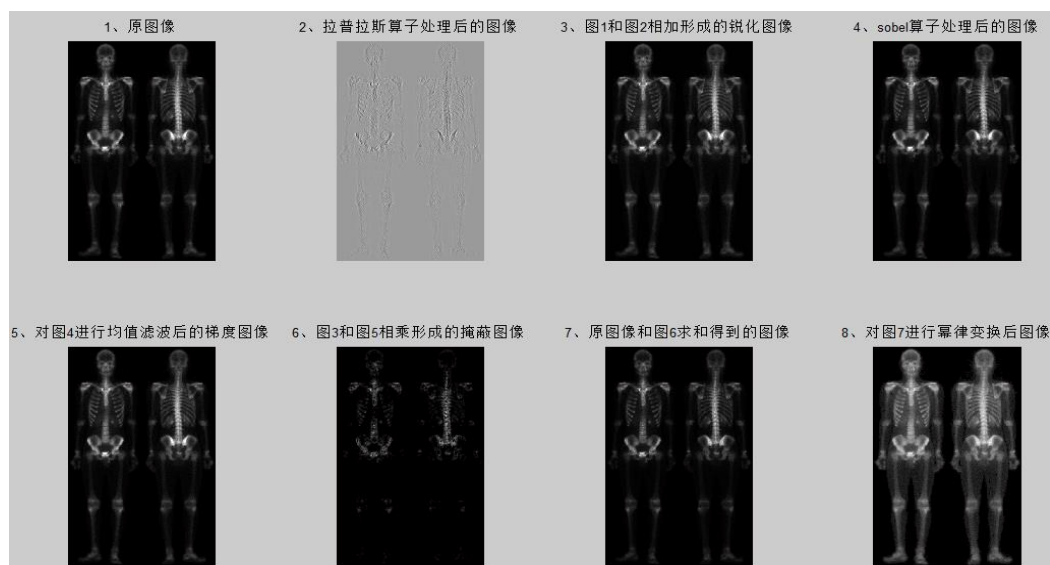 1、原图像
2、拉普拉斯算子处理后的图像
3、图1和图2相加形成的锐化图像
4、sobel算子处理后的图像
5、对图4进行均值滤波后的梯度图像
6、图3和图5相乘形成的掩蔽图像
7、原图像和图6求和得到的图像
8、对图7进行幂律变换后图像